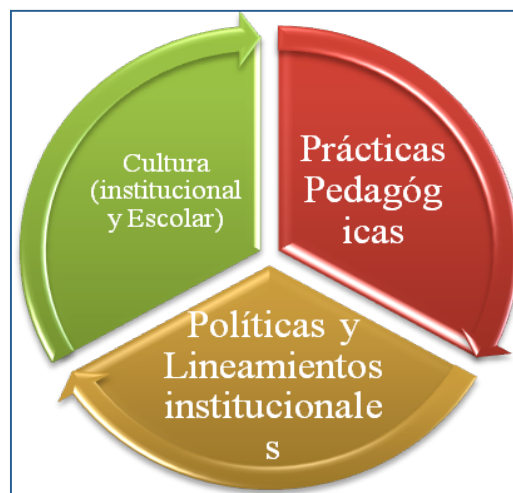 Cultura
(institucional
y Escolar)
Prácticas
Pedagóg
icas
Políticas y
Lineamientos
institucionale
s